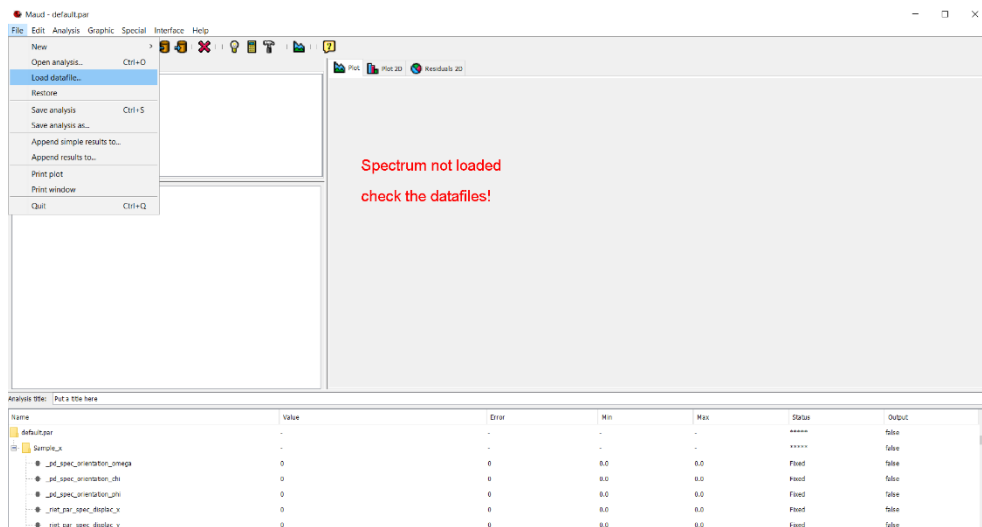 Maud - default.par
File Edit Analysis Graphic Special Interface Help
New
Open analysis... Ctrl+O
Load datafile...
Restore
Save analysis Ctrl+S
Save analysis as...
Append simple results to...
Append results to...
Print plot
Print window
Quit Ctrl+Q
Plot Plot 2D Residuals 2D
Spectrum not loaded
check the datafiles!
Analysis title: Put a title here
Name Value Error Min Max Status Output
default.par - - - - ***** false
Sample_x - - - - ***** false
_pd_spec_orientation_omega 0 0 0.0 0.0 Fixed false
_pd_spec_orientation_chi 0 0 0.0 0.0 Fixed false
_pd_spec_orientation_phi 0 0 0.0 0.0 Fixed false
_riet_par_spec_displac_x 0 0 0.0 0.0 Fixed false
_riet_par_spec_displac_y 0 0 0.0 0.0 Fixed false